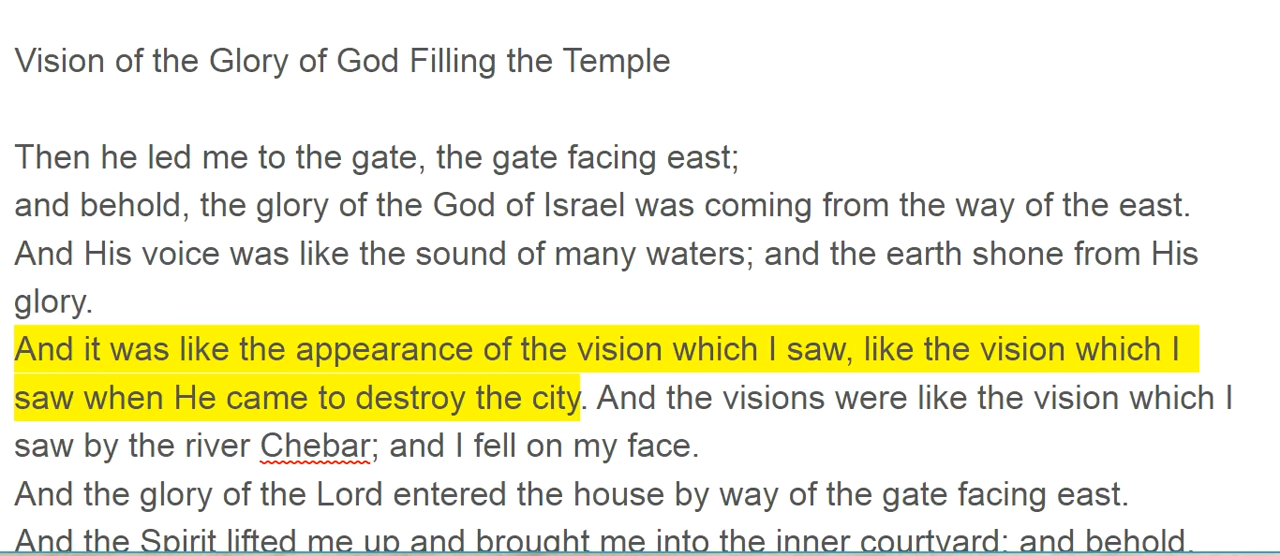 Vision of the Glory of God Filling the Temple
Then he led me to the gate, the gate facing east;
and behold, the glory of the God of Israel was coming from the way of the east.
And His voice was like the sound of many waters; and the earth shone from His
glory.
And it was like the appearance of the vision which I saw, like the vision which I
saw when He came to destroy the city. And the visions were like the vision which I
saw by the river Chebar; and I fell on my face.
And the glory of the Lord entered the house by way of the gate facing east.
And the Spirit lifted me up and brought me into the inner courtyard; and behold,